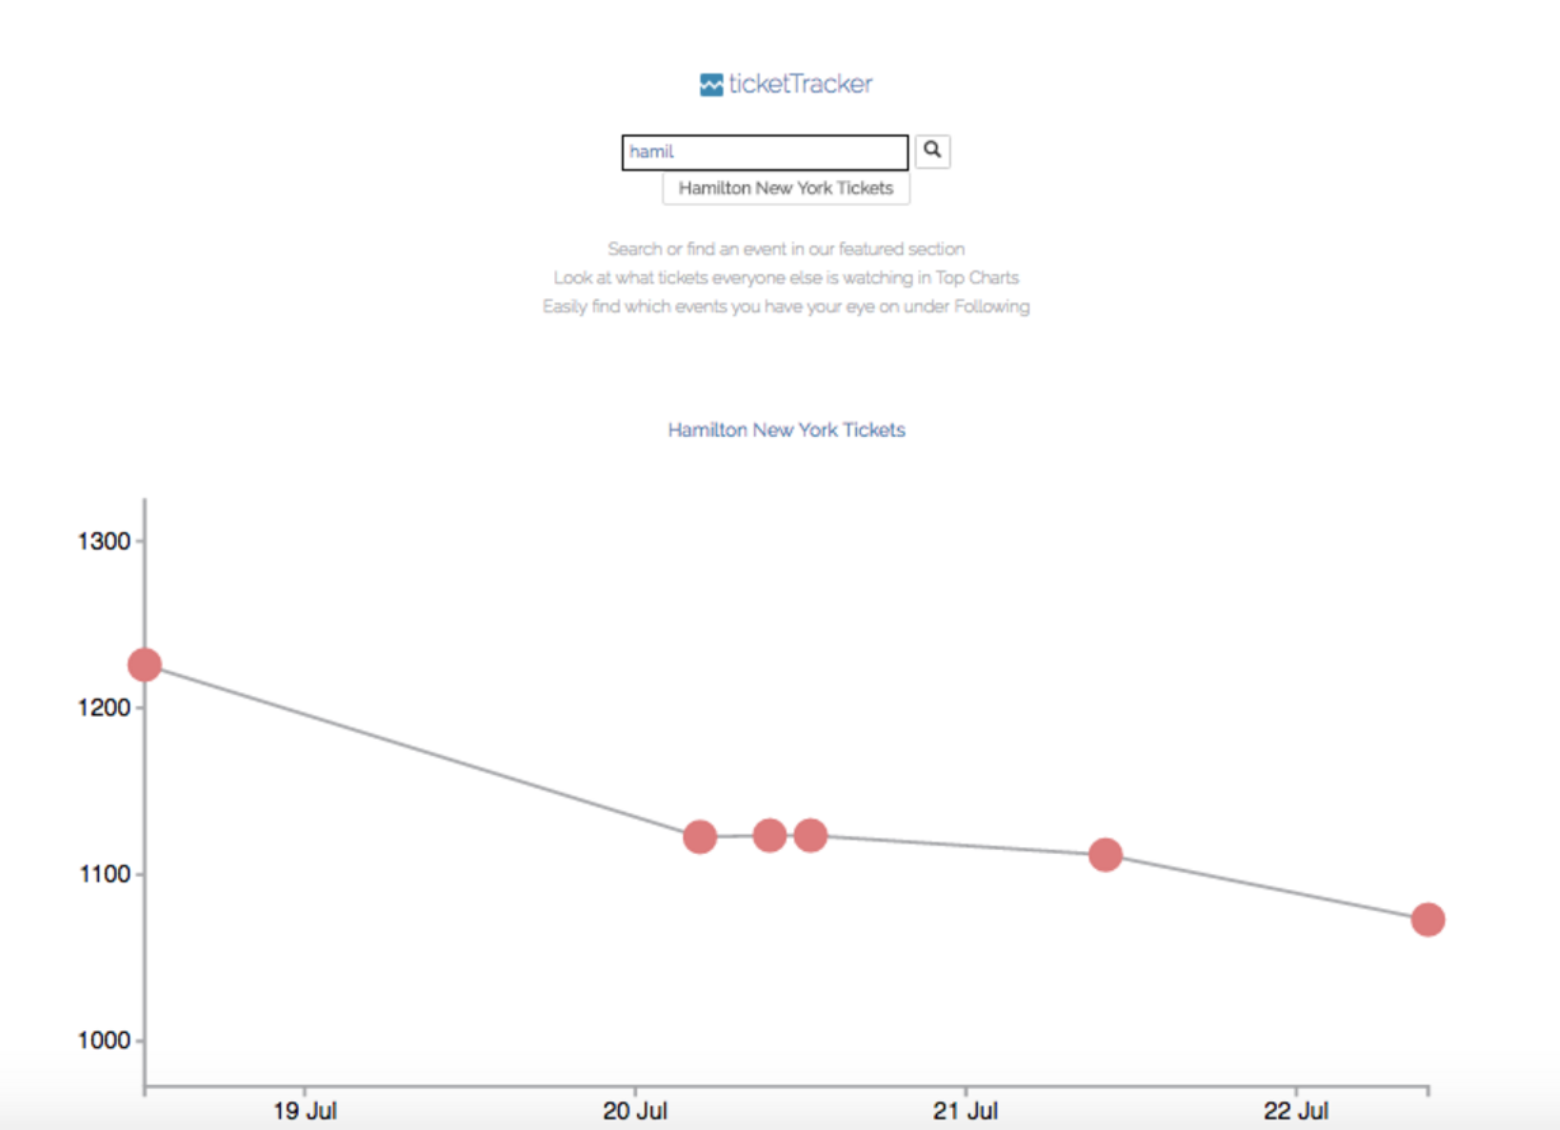 ticketTracker
hamil
Hamilton New York Tickets
Search or find an event in our featured section
Look at what tickets everyone else is watching in Top Charts
Easily find which events you have your eye on under Following
Hamilton New York Tickets
1300
1200
1100
1000
19 Jul 20 Jul 21 Jul 22 Jul